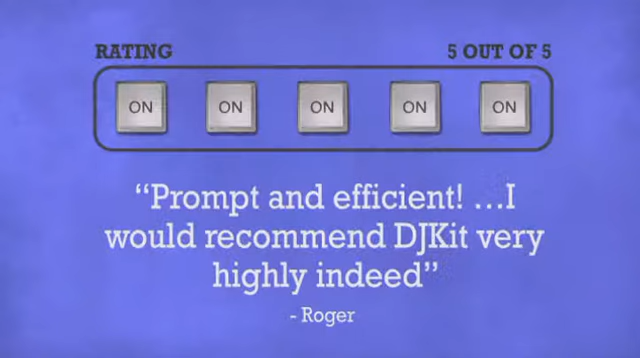 RATING 5 OUT OF 5
ON ON ON ON ON
“Prompt and efficient! ...I
would recommend DJKit very
highly indeed”
- Roger